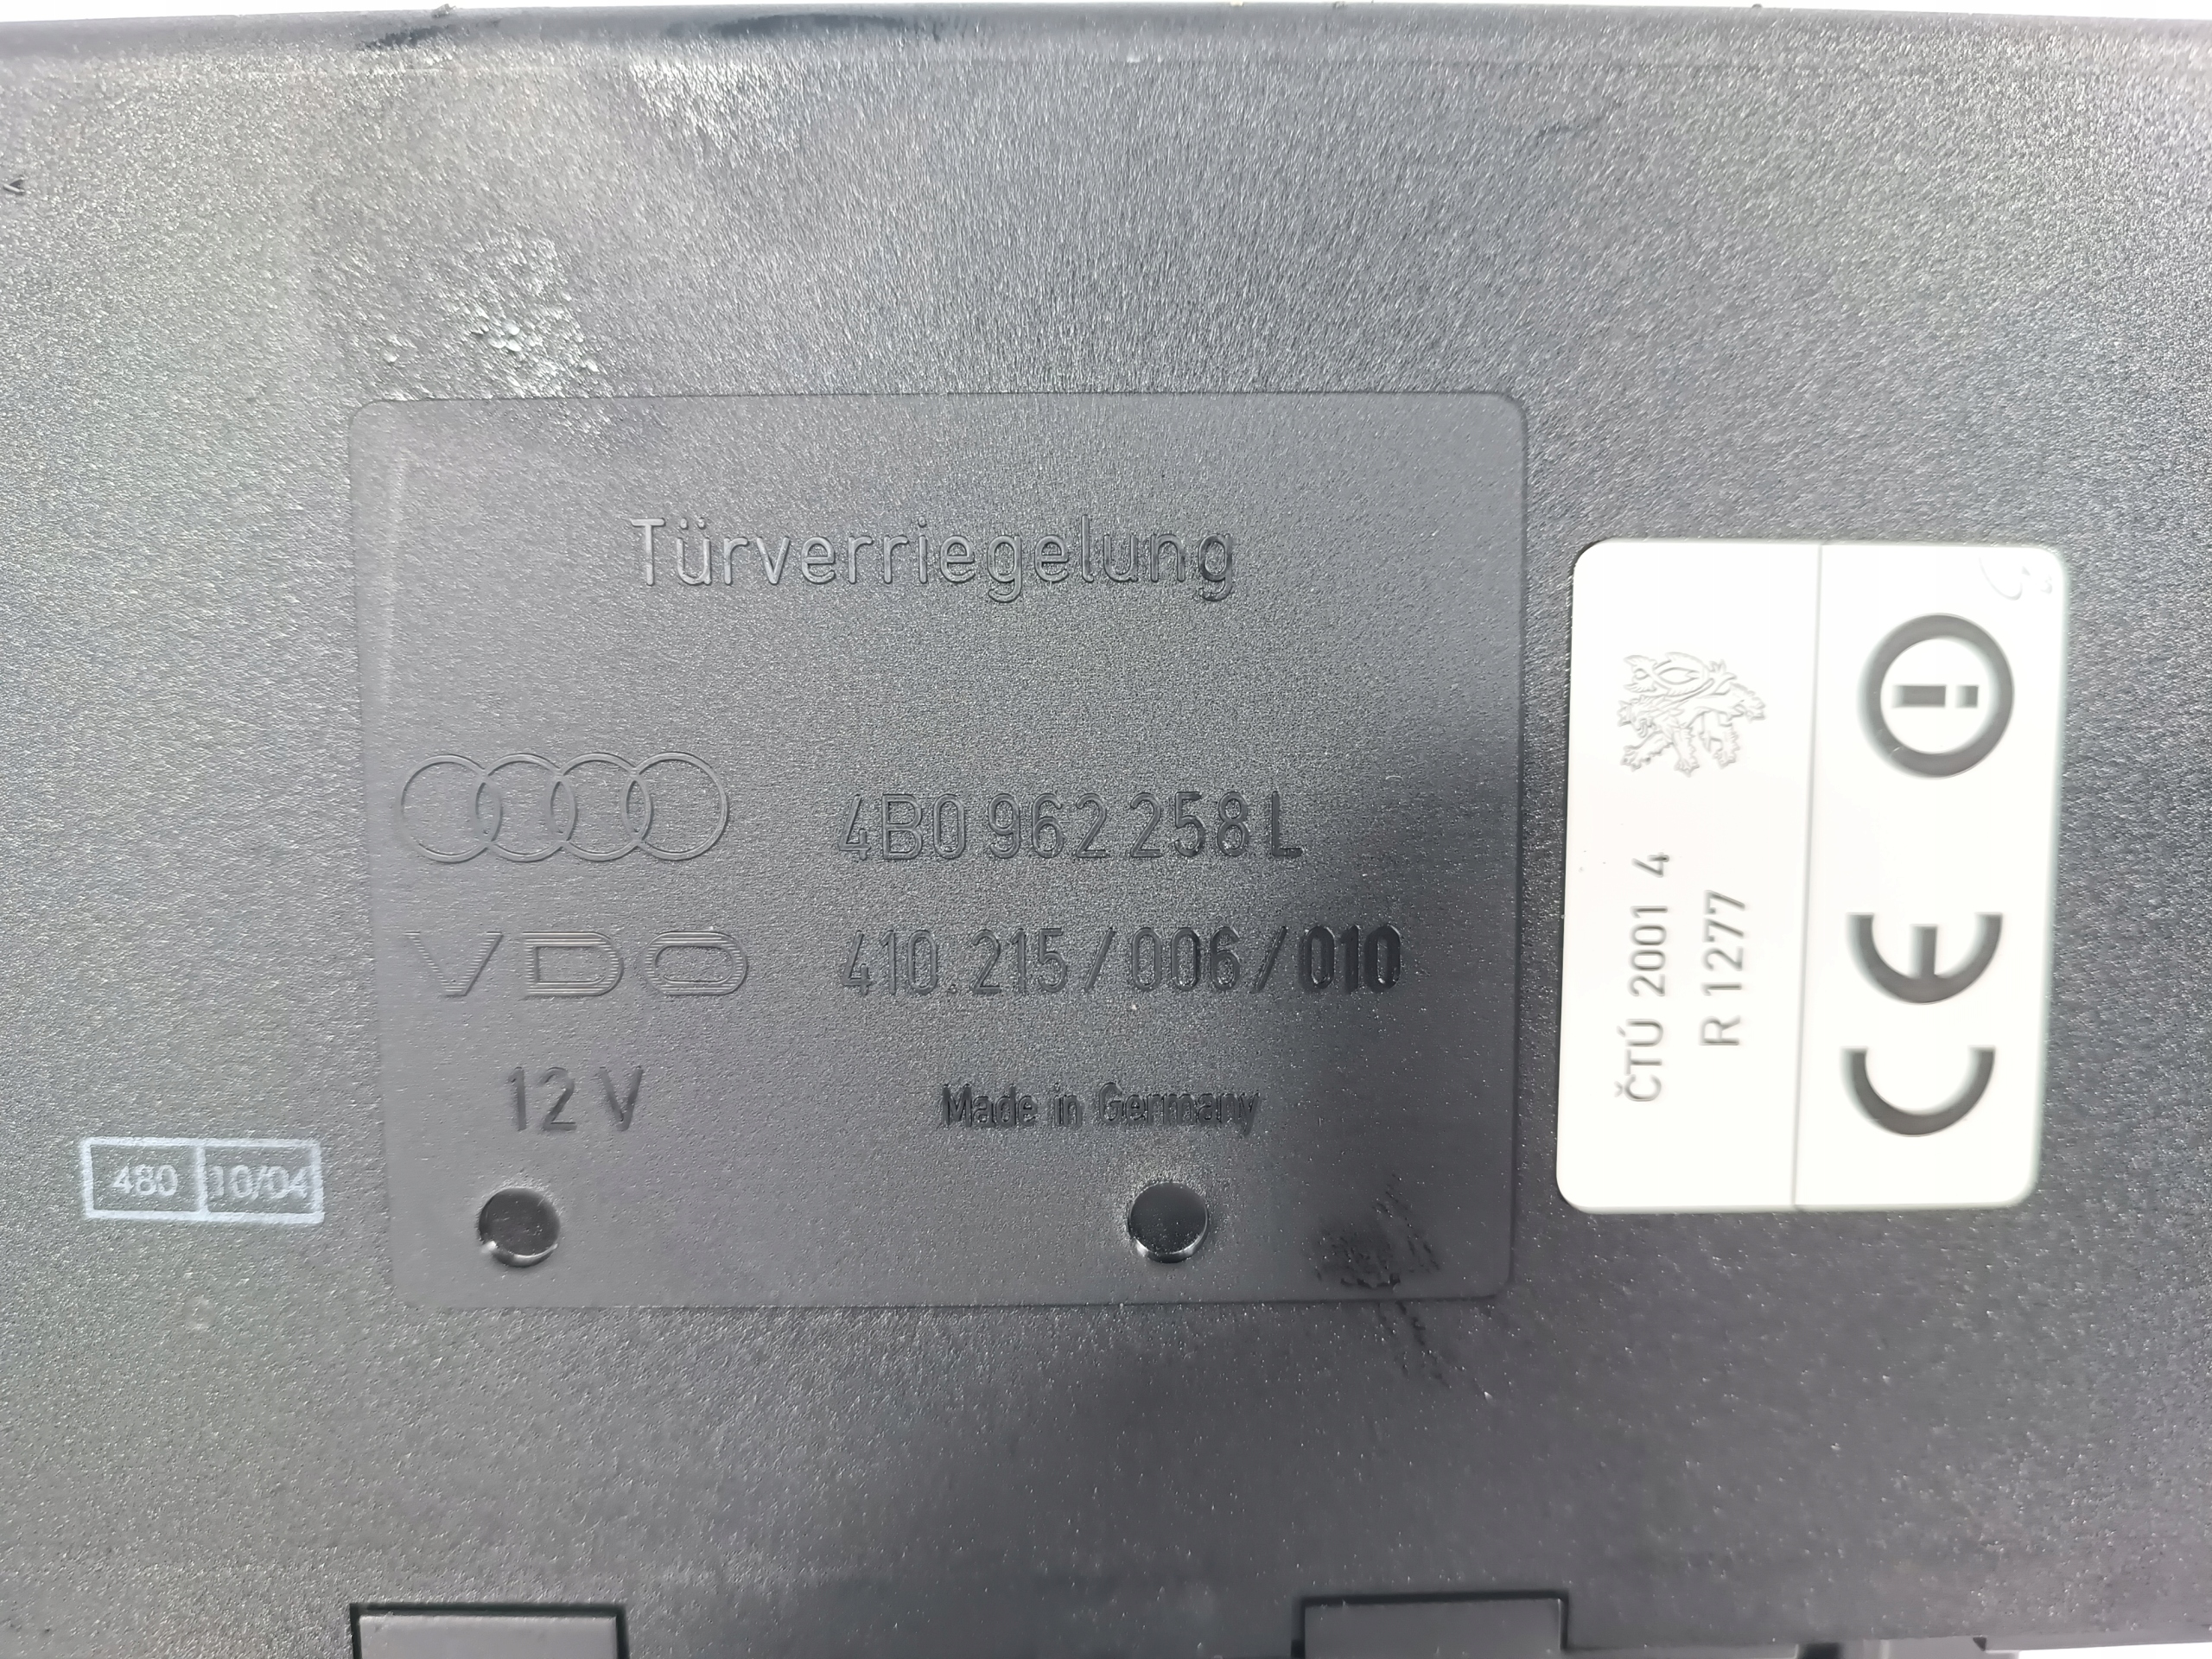 Türverriegelung
4B0 962 258 L
VDO 410.215/006/010
12 V Made in Germany
480 10/04
ČTÚ 2001 4
R 1277
CE i